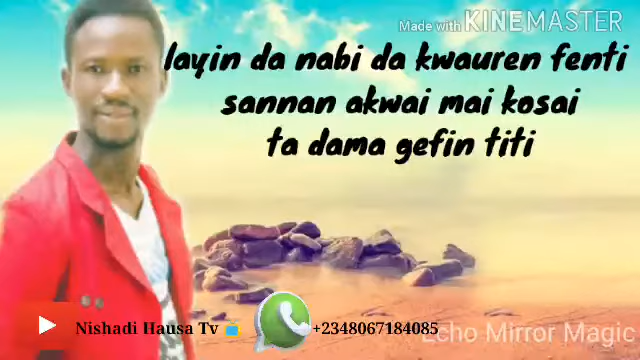 Made with KINEMASTER
layin da nabi da kwauren fenti
sannan akwai mai kosai
ta dama gefin titi
Nishadi Hausa Tv
+2348067184085
Echo Mirror Magic